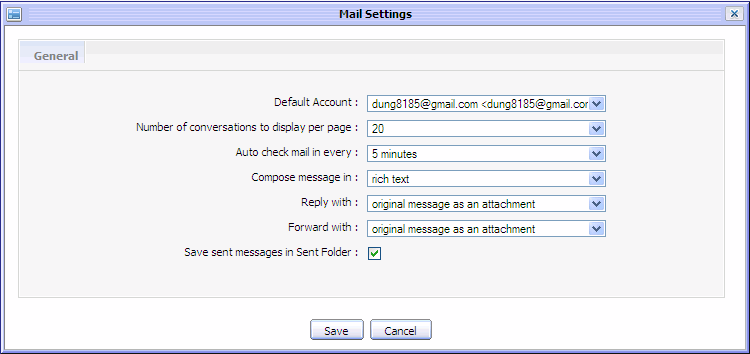 Mail Settings
General
Default Account : dung8185@gmail.com <dung8185@gmail.cor
Number of conversations to display per page : 20
Auto check mail in every : 5 minutes
Compose message in : rich text
Reply with : original message as an attachment
Forward with : original message as an attachment
Save sent messages in Sent Folder :
Save Cancel